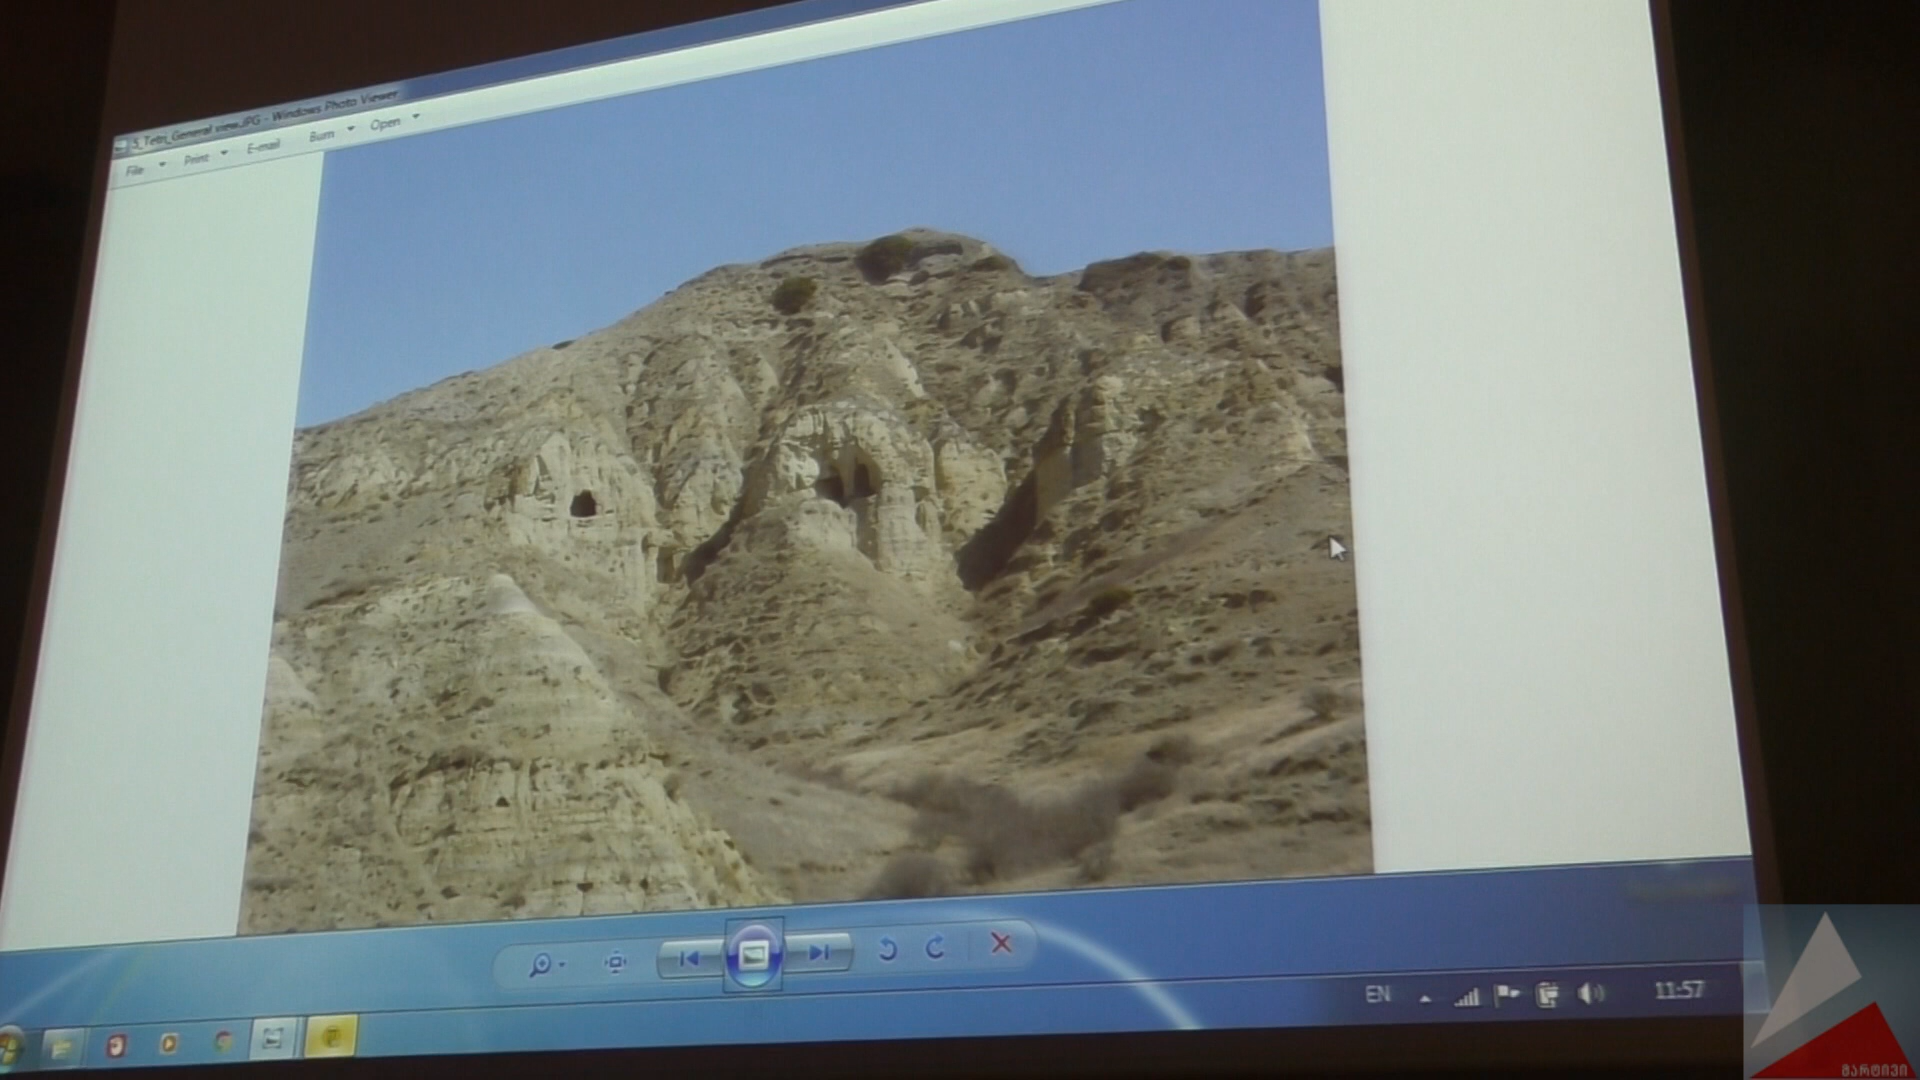 5_Tetri_General view.JPG - Windows Photo Viewer
File Print E-mail Burn Open
EN 11:57
მარტივი